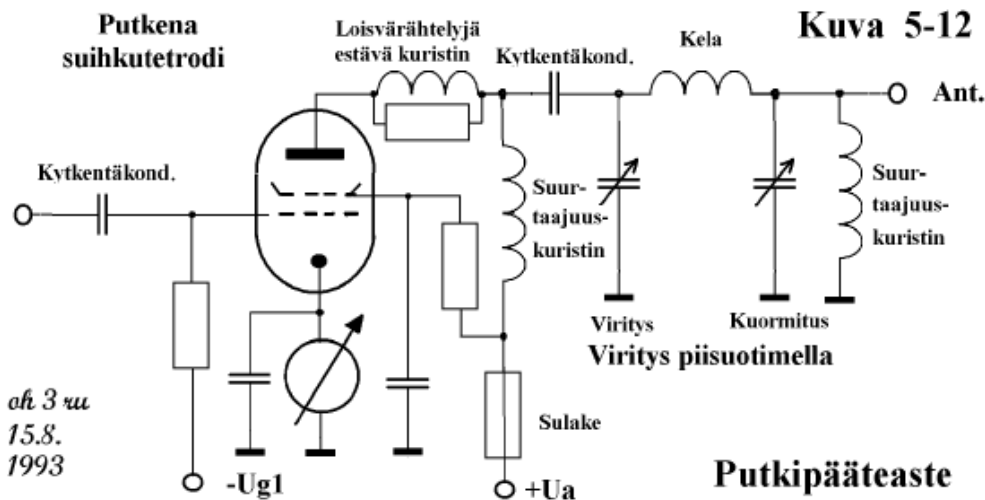 Putkena
suihkutetrodi
Loisvärähtelyjä
estävä kuristin
Kytkentäkond.
Kela
Kuva 5-12
Ant.
Kytkentäkond.
Suur-
taajuus-
kuristin
Suur-
taajuus-
kuristin
Viritys
Kuormitus
Viritys piisuotimella
oh 3 ru
15.8.
1993
-Ug1
Sulake
+Ua
Putkipääteaste